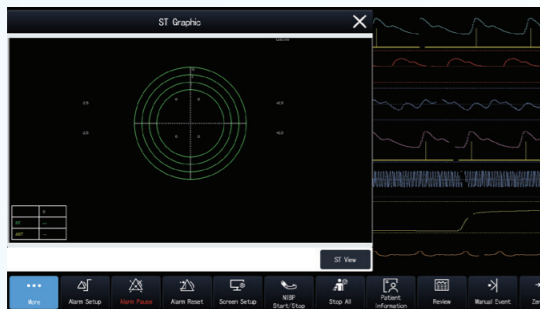 ST Graphic
ST View
More
Alarm Setup
Alarm Pause
Alarm Reset
Screen Setup
NIBP
Start/Stop
Stop All
Patient
Information
Review
Manual Event